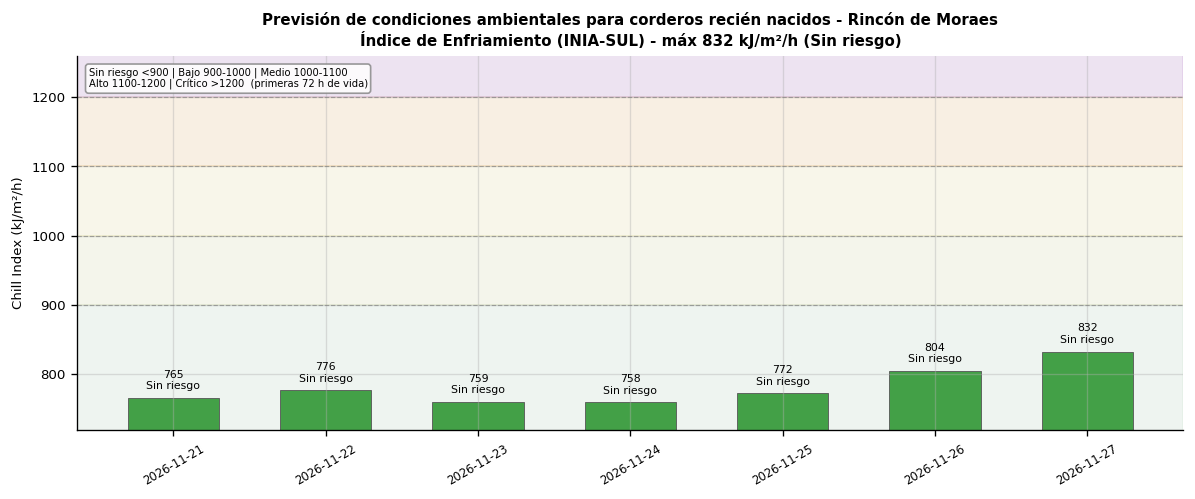 Previsión de condiciones ambientales para corderos recién nacidos - Rincón de Moraes
Índice de Enfriamiento (INIA-SUL) - máx 832 kJ/m²/h (Sin riesgo)
Sin riesgo <900 | Bajo 900-1000 | Medio 1000-1100
Alto 1100-1200 | Crítico >1200  (primeras 72 h de vida)
Chill Index (kJ/m²/h)
1200
1100
1000
900
800
765
Sin riesgo
776
Sin riesgo
759
Sin riesgo
758
Sin riesgo
772
Sin riesgo
804
Sin riesgo
832
Sin riesgo
2026-11-21
2026-11-22
2026-11-23
2026-11-24
2026-11-25
2026-11-26
2026-11-27